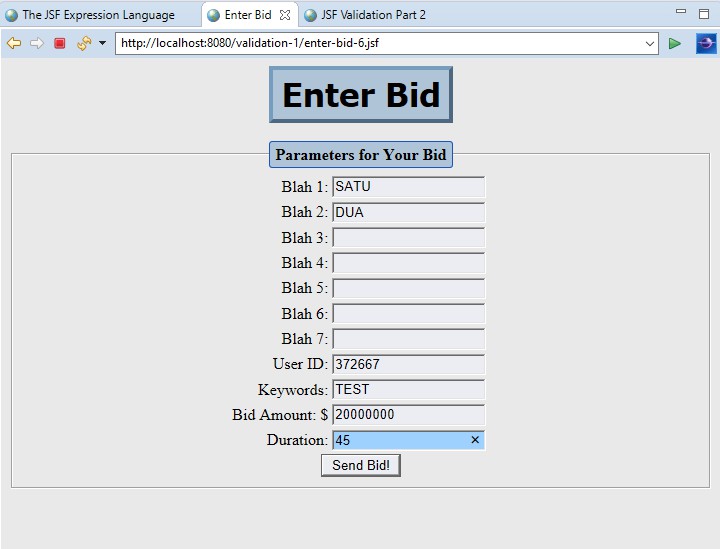 The JSF Expression Language Enter Bid JSF Validation Part 2
http://localhost:8080/validation-1/enter-bid-6.jsf
Enter Bid
Parameters for Your Bid
Blah 1: SATU
Blah 2: DUA
Blah 3:
Blah 4:
Blah 5:
Blah 6:
Blah 7:
User ID: 372667
Keywords: TEST
Bid Amount: $ 20000000
Duration: 45
Send Bid!